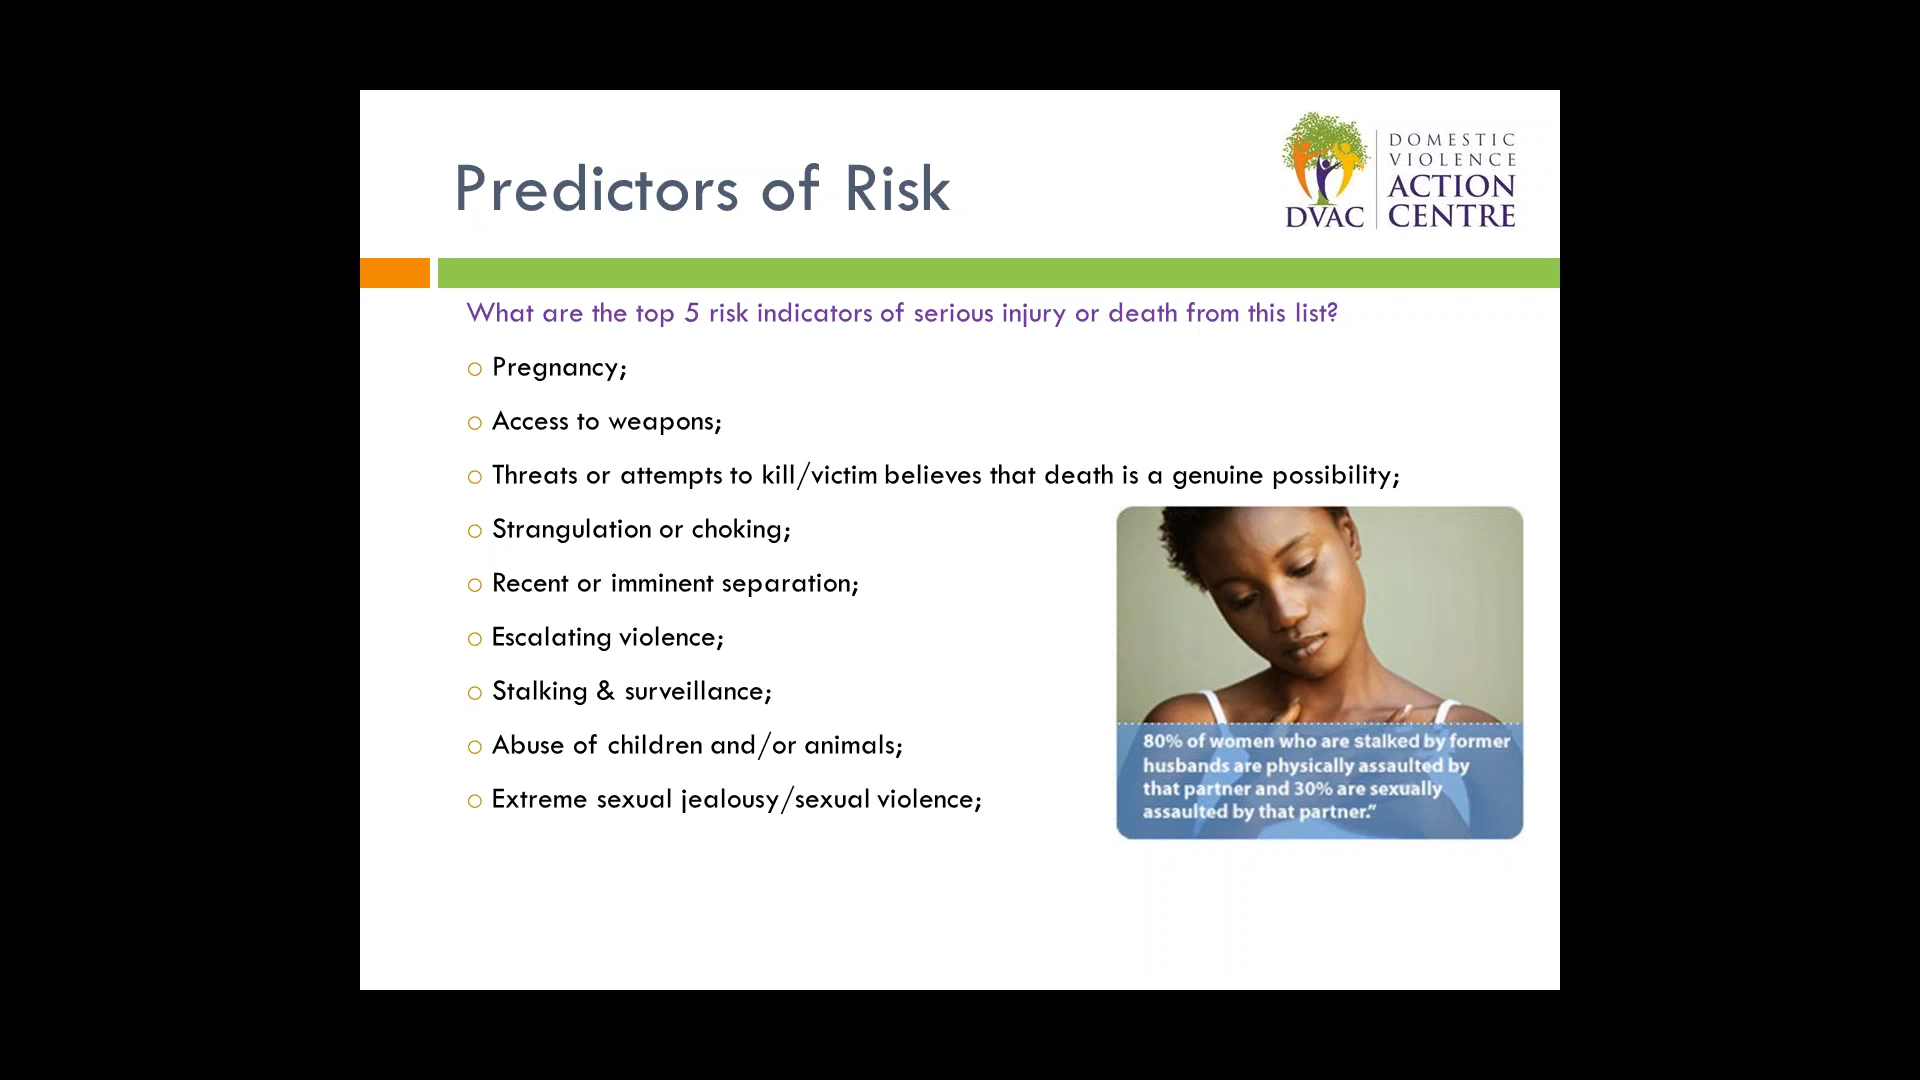 Predictors of Risk
DOMESTIC
VIOLENCE
ACTION
CENTRE
DVAC
What are the top 5 risk indicators of serious injury or death from this list?
Pregnancy;
Access to weapons;
Threats or attempts to kill/victim believes that death is a genuine possibility;
Strangulation or choking;
Recent or imminent separation;
Escalating violence;
Stalking & surveillance;
Abuse of children and/or animals;
Extreme sexual jealousy/sexual violence;
80% of women who are stalked by former
husbands are physically assaulted by
that partner and 30% are sexually
assaulted by that partner.”